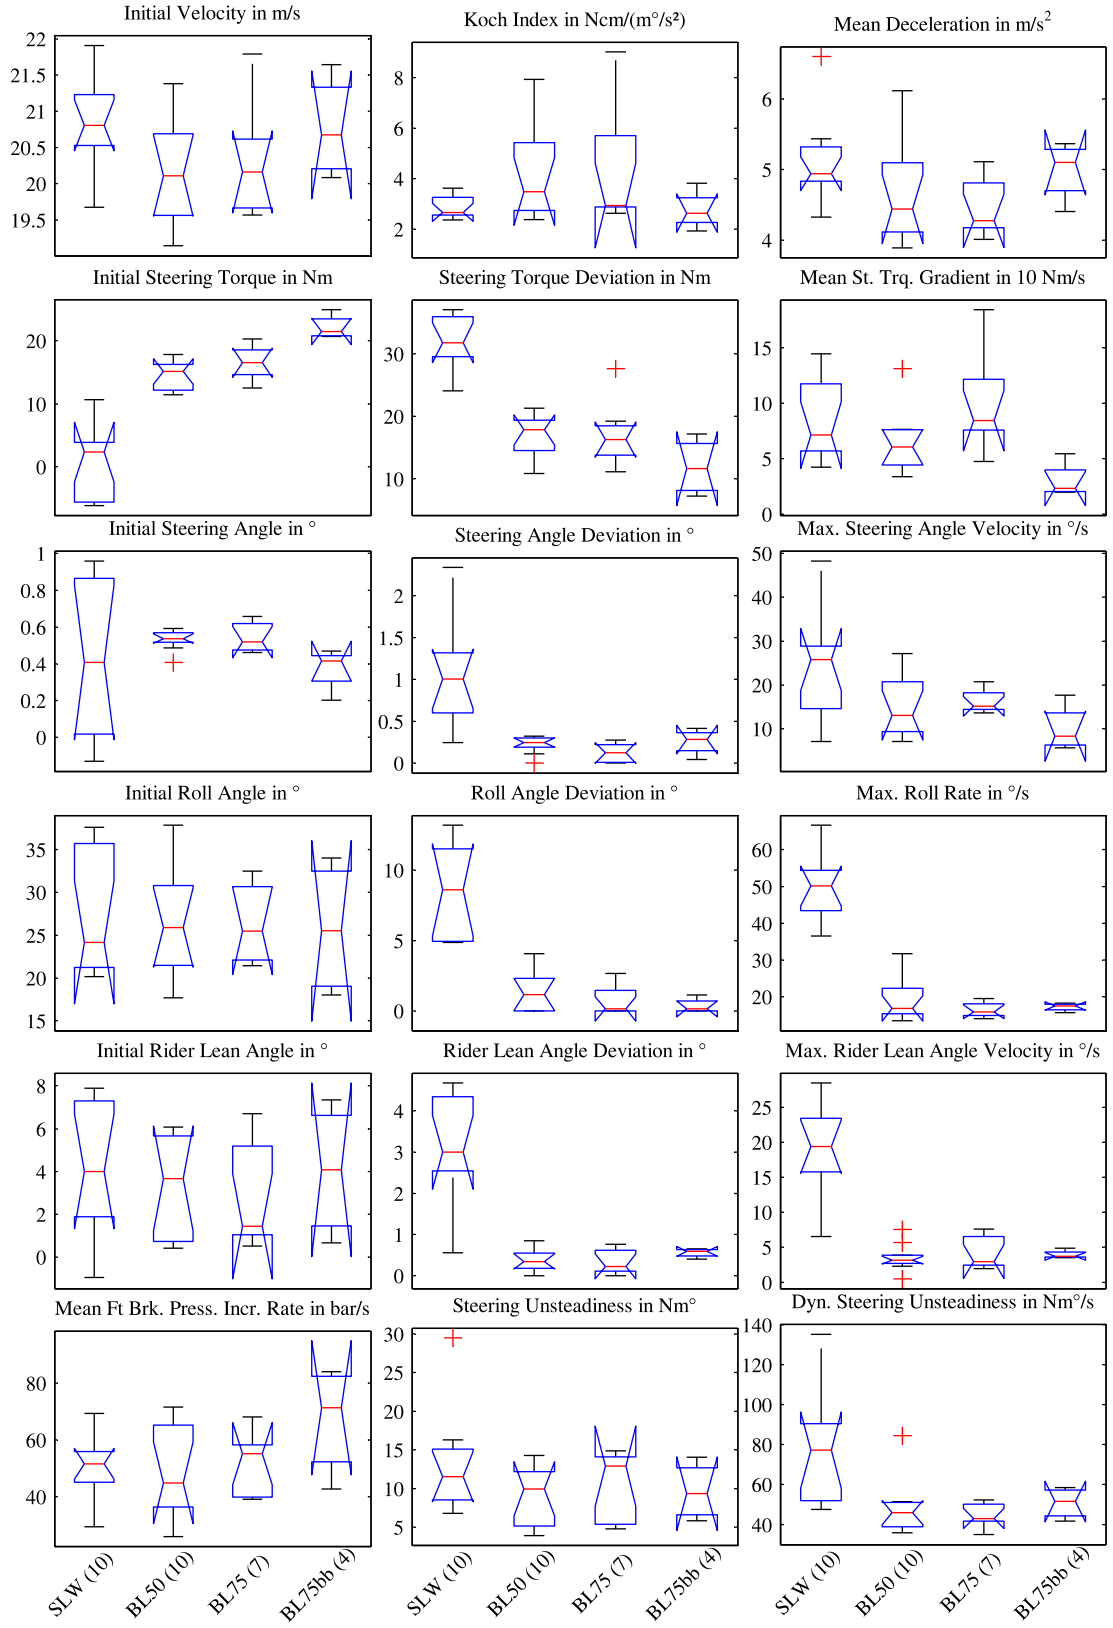 Initial Velocity in m/s
22
21.5
21
20.5
20
19.5
Koch Index in Ncm/(m°/s²)
8
6
4
2
Mean Deceleration in m/s²
6
5
4
Initial Steering Torque in Nm
20
10
0
Steering Torque Deviation in Nm
30
20
10
Mean St. Trq. Gradient in 10 Nm/s
15
10
5
0
Initial Steering Angle in °
1
0.8
0.6
0.4
0.2
0
Steering Angle Deviation in °
2
1.5
1
0.5
0
Max. Steering Angle Velocity in °/s
50
40
30
20
10
Initial Roll Angle in °
35
30
25
20
15
Roll Angle Deviation in °
10
5
0
Max. Roll Rate in °/s
60
50
40
30
20
Initial Rider Lean Angle in °
8
6
4
2
0
Rider Lean Angle Deviation in °
4
3
2
1
0
Max. Rider Lean Angle Velocity in °/s
25
20
15
10
5
0
Mean Ft Brk. Press. Incr. Rate in bar/s
80
60
40
SLW (10)
BL50 (10)
BL75 (7)
BL75bb (4)
Steering Unsteadiness in Nm°
30
25
20
15
10
5
SLW (10)
BL50 (10)
BL75 (7)
BL75bb (4)
Dyn. Steering Unsteadiness in Nm°/s
140
120
100
80
60
40
SLW (10)
BL50 (10)
BL75 (7)
BL75bb (4)